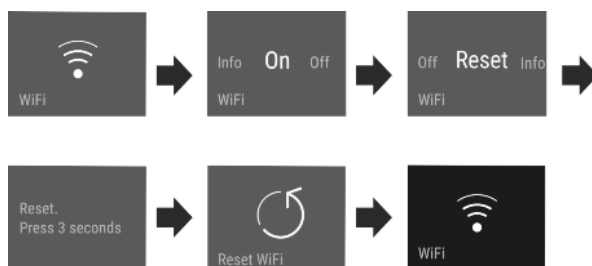 WiFi
Info On Off
WiFi
Off Reset Info
WiFi
Reset.
Press 3 seconds
Reset WiFi
WiFi